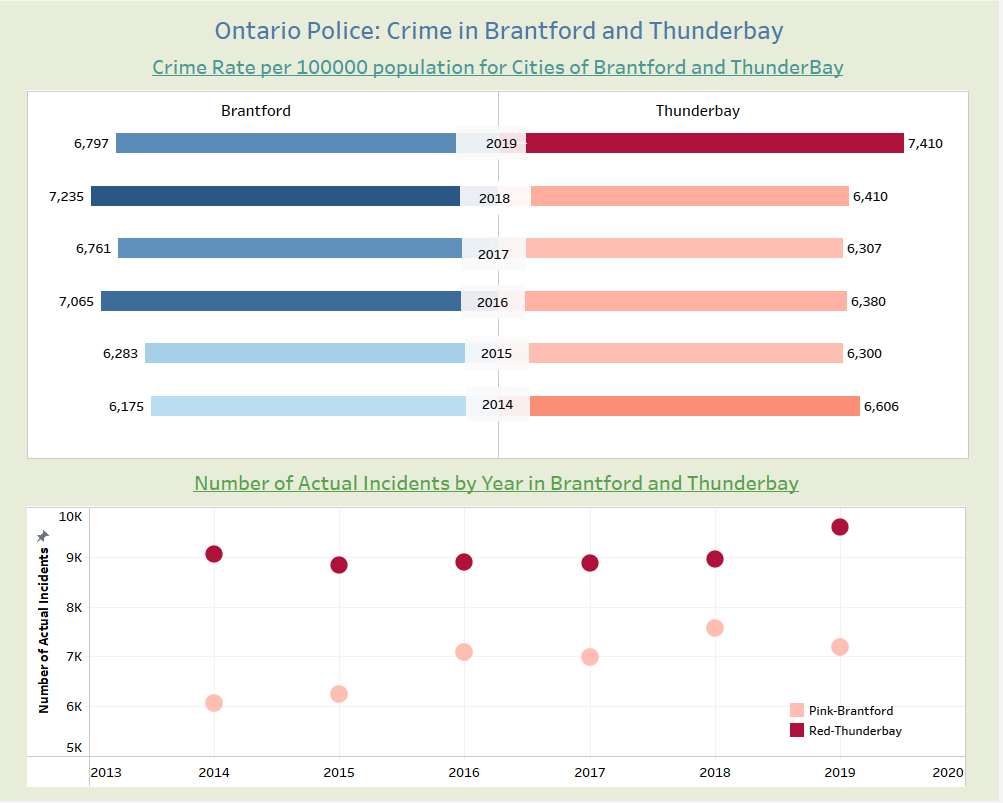 Ontario Police: Crime in Brantford and Thunderbay
Crime Rate per 100000 population for Cities of Brantford and ThunderBay
Brantford Thunderbay
6,797 2019 7,410
7,235 2018 6,410
6,761 2017 6,307
7,065 2016 6,380
6,283 2015 6,300
6,175 2014 6,606
Number of Actual Incidents by Year in Brantford and Thunderbay
Number of Actual Incidents
10K
9K
8K
7K
6K
5K
Pink-Brantford
Red-Thunderbay
2013 2014 2015 2016 2017 2018 2019 2020